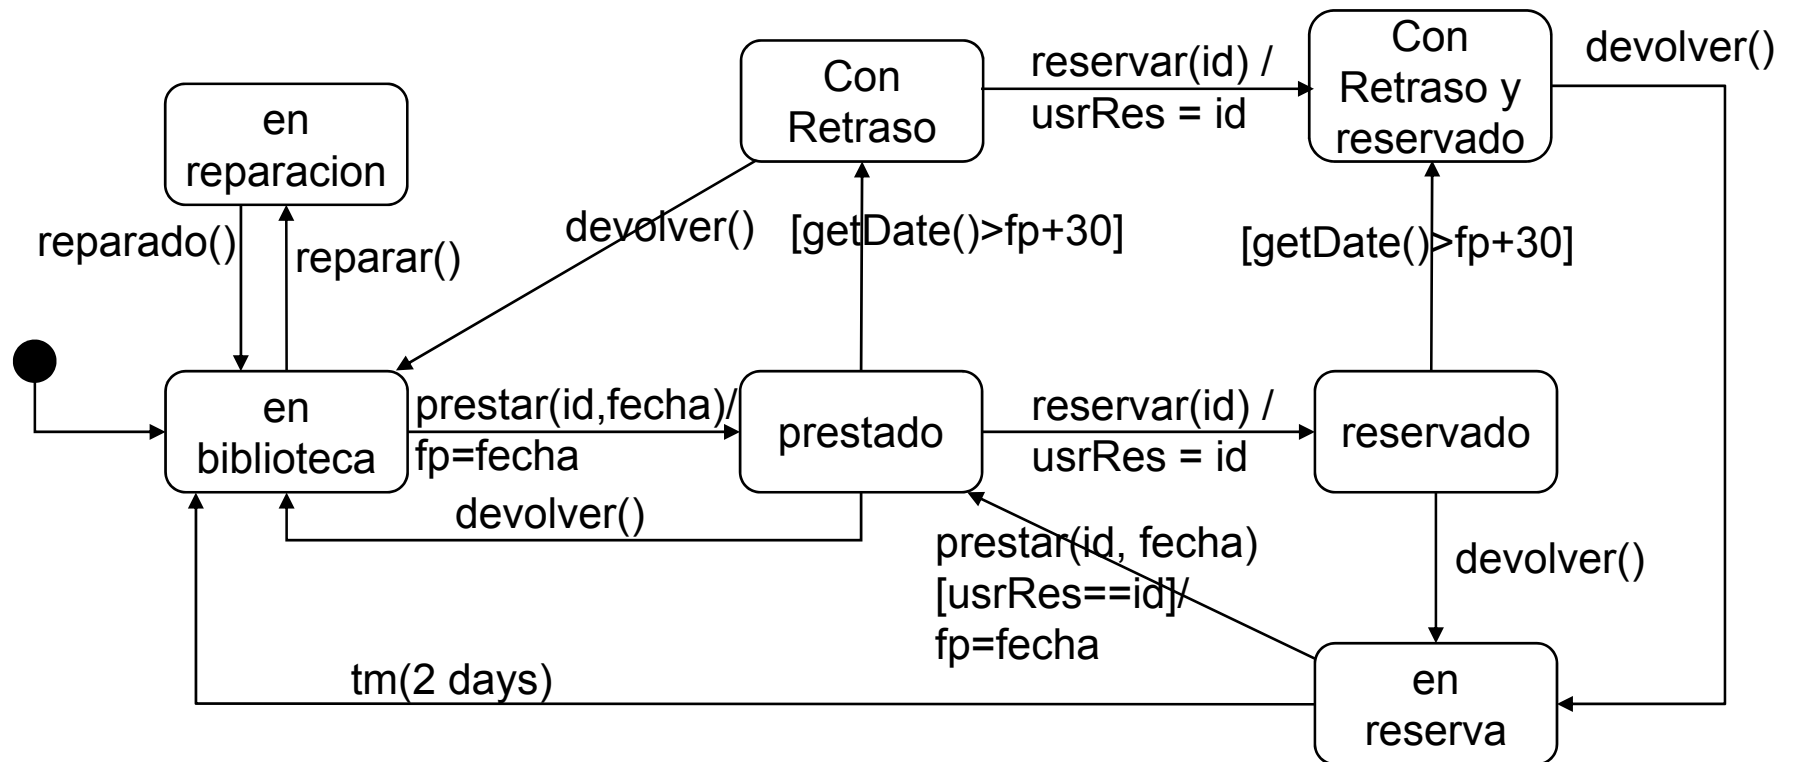 Con
Retraso
reservar(id) /
usrRes = id
Con
Retraso y
reservado
devolver()
en
reparacion
reparado()
reparar()
devolver()
[getDate()>fp+30]
[getDate()>fp+30]
en
biblioteca
prestar(id,fecha)/
fp=fecha
prestado
reservar(id) /
usrRes = id
reservado
devolver()
prestar(id, fecha)
[usrRes==id]/
fp=fecha
devolver()
tm(2 days)
en
reserva